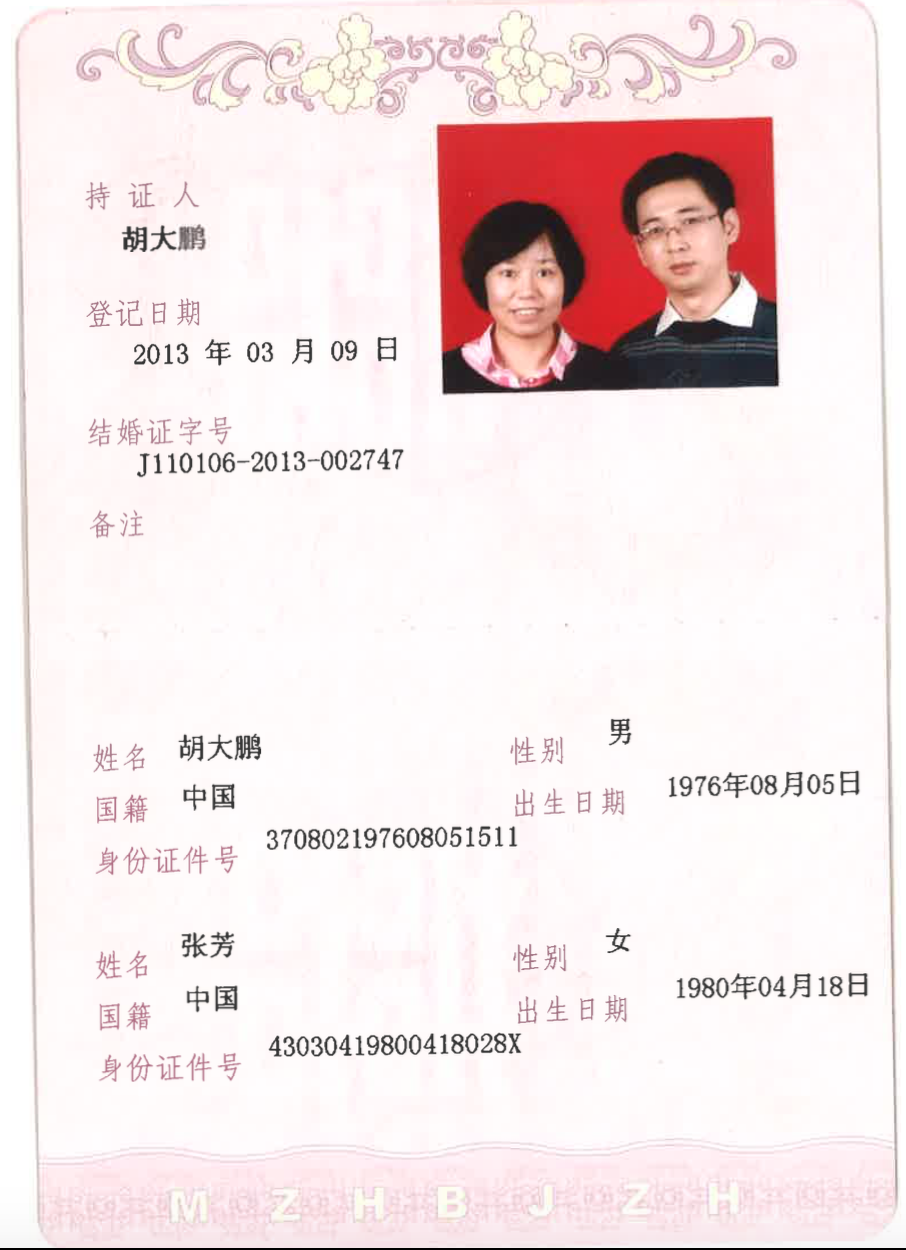 持证人
胡大鹏
登记日期
2013 年 03 月 09 日
结婚证字号
J110106-2013-002747
备注
姓名 胡大鹏 性别 男
国籍 中国 出生日期 1976年08月05日
身份证件号 370802197608051511
姓名 张芳 性别 女
国籍 中国 出生日期 1980年04月18日
身份证件号 43030419800418028X
M Z H B J Z H